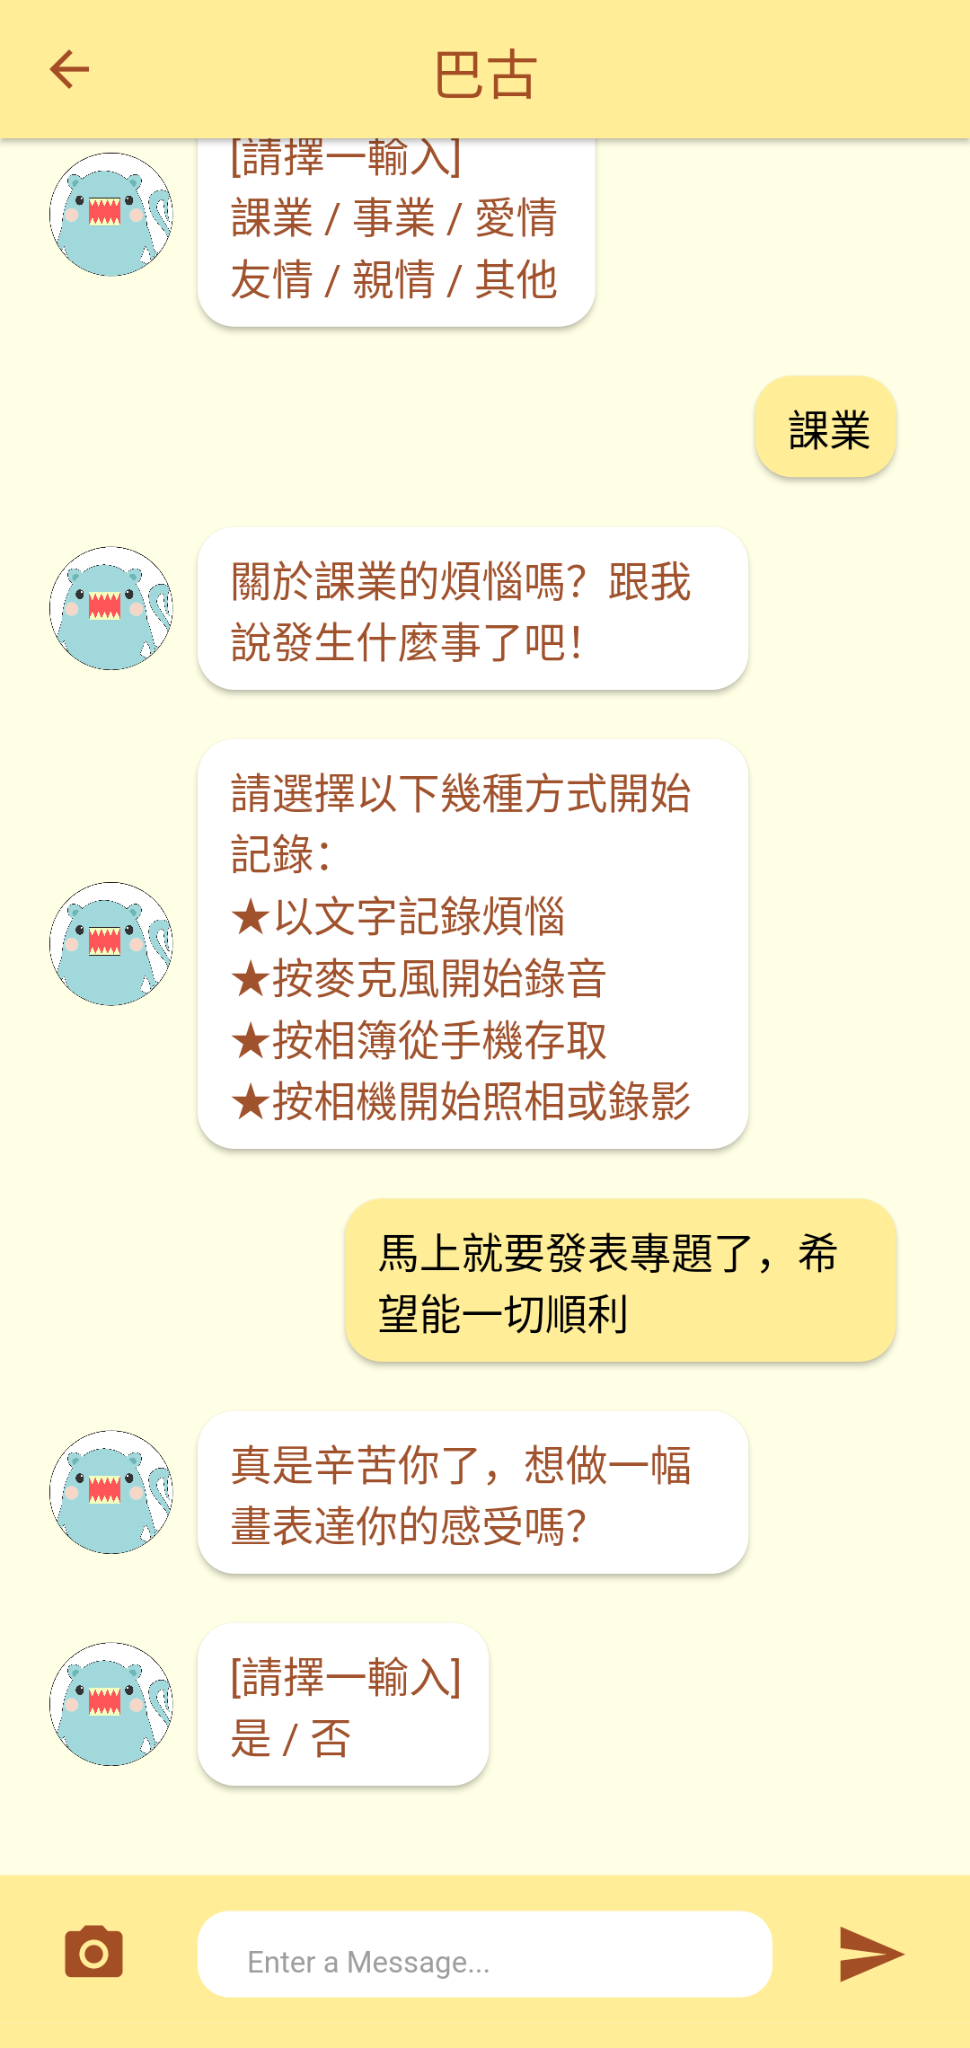 巴古
[請擇一輸入]
課業 / 事業 / 愛情
友情 / 親情 / 其他
課業
關於課業的煩惱嗎？跟我
說發生什麼事了吧！
請選擇以下幾種方式開始
記錄：
★以文字記錄煩惱
★按麥克風開始錄音
★按相簿從手機存取
★按相機開始照相或錄影
馬上就要發表專題了，希
望能一切順利
真是辛苦你了，想做一幅
畫表達你的感受嗎？
[請擇一輸入]
是 / 否
Enter a Message...